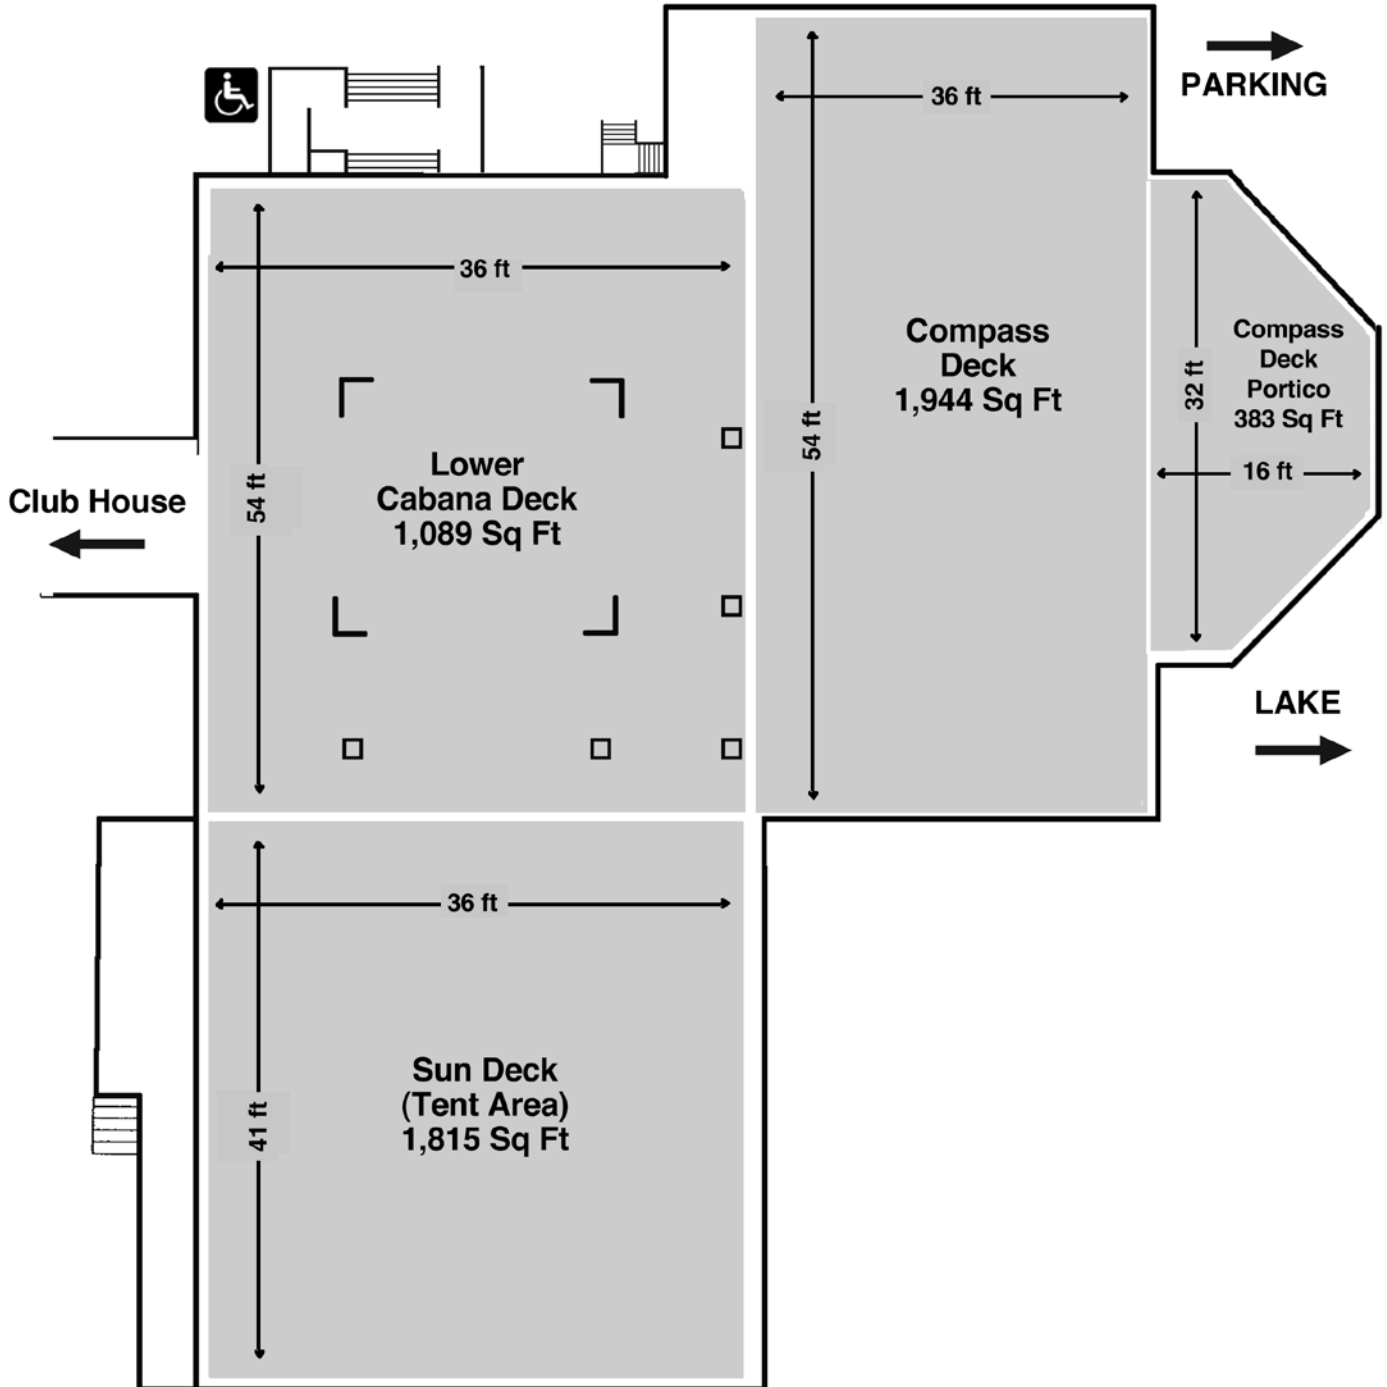 PARKING
36 ft
54 ft
Compass
Deck
1,944 Sq Ft
Compass
Deck
Portico
383 Sq Ft
32 ft
16 ft
36 ft
54 ft
Lower
Cabana Deck
1,089 Sq Ft
Club House
LAKE
36 ft
41 ft
Sun Deck
(Tent Area)
1,815 Sq Ft